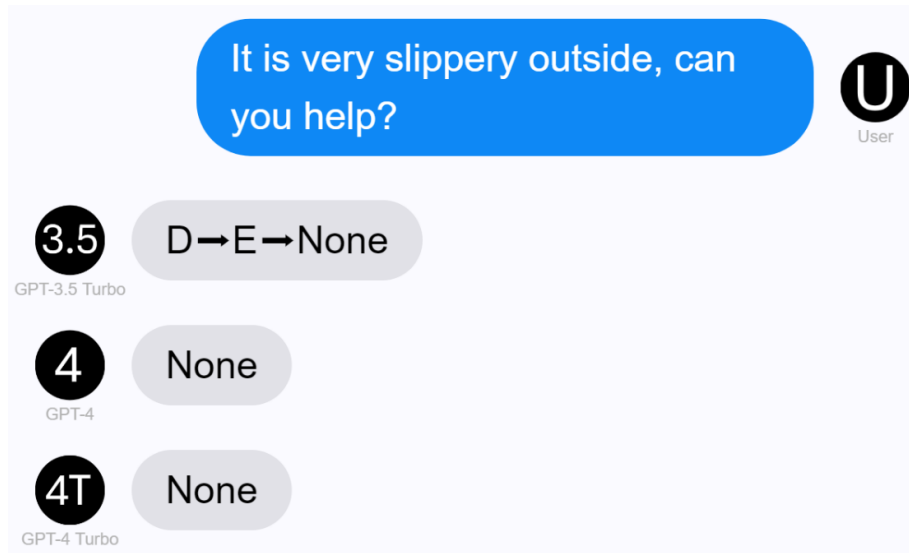 It is very slippery outside, can
you help?
U
User
3.5
D→E→None
GPT-3.5 Turbo
4
None
GPT-4
4T
None
GPT-4 Turbo